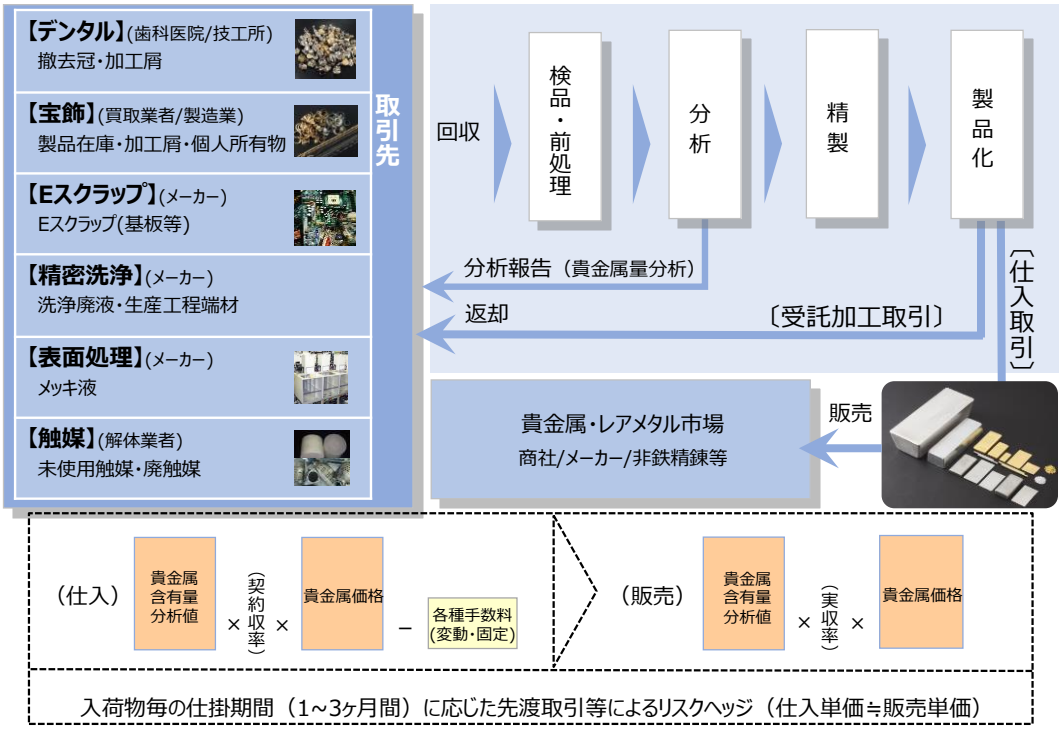 【デンタル】(歯科医院/技工所)
撤去冠・加工屑
【宝飾】(買取業者/製造業)
製品在庫・加工屑・個人所有物
【Eスクラップ】(メーカー)
Eスクラップ(基板等)
【精密洗浄】(メーカー)
洗浄廃液・生産工程端材
【表面処理】(メーカー)
メッキ液
【触媒】(解体業者)
未使用触媒・廃触媒
取引先
回収
検品・前処理
分析
精製
製品化
分析報告（貴金属量分析）
返却
〔受託加工取引〕
〔仕入取引〕
貴金属・レアメタル市場
商社/メーカー/非鉄精錬等
販売
（仕入）
貴金属
含有量
分析値
×
（契約収率）
×
貴金属価格
－
各種手数料
(変動・固定)
（販売）
貴金属
含有量
分析値
×
（実収率）
×
貴金属価格
入荷物毎の仕掛期間（1~3ヶ月間）に応じた先渡取引等によるリスクヘッジ（仕入単価≒販売単価）